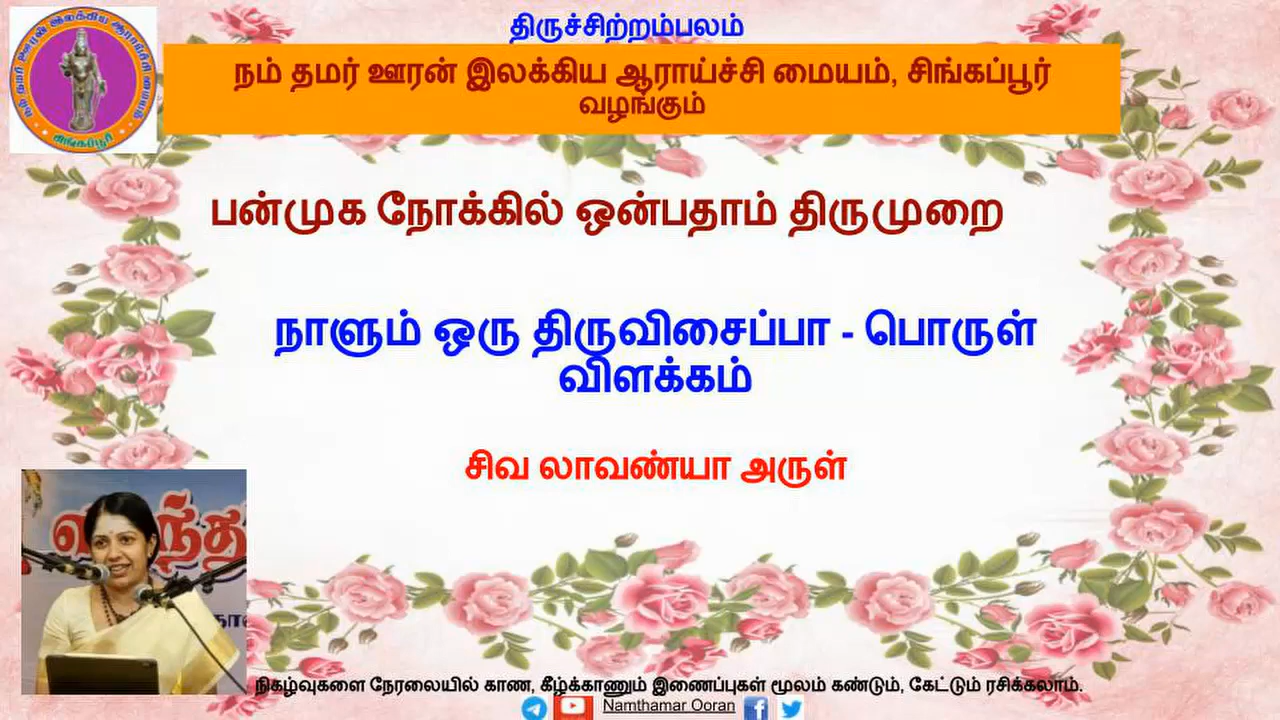 திருச்சிற்றம்பலம்
நம் தமர் ஊரன் இலக்கிய ஆராய்ச்சி மையம், சிங்கப்பூர்
வழங்கும்
பன்முக நோக்கில் ஒன்பதாம் திருமுறை
நாளும் ஒரு திருவிசைப்பா - பொருள்
விளக்கம்
சிவ லாவண்யா அருள்
நிகழ்வுகளை நேரலையில் காண, கீழ்க்காணும் இணைப்புகள் மூலம் கண்டும், கேட்டும் ரசிக்கலாம்.
Namthamar Ooran